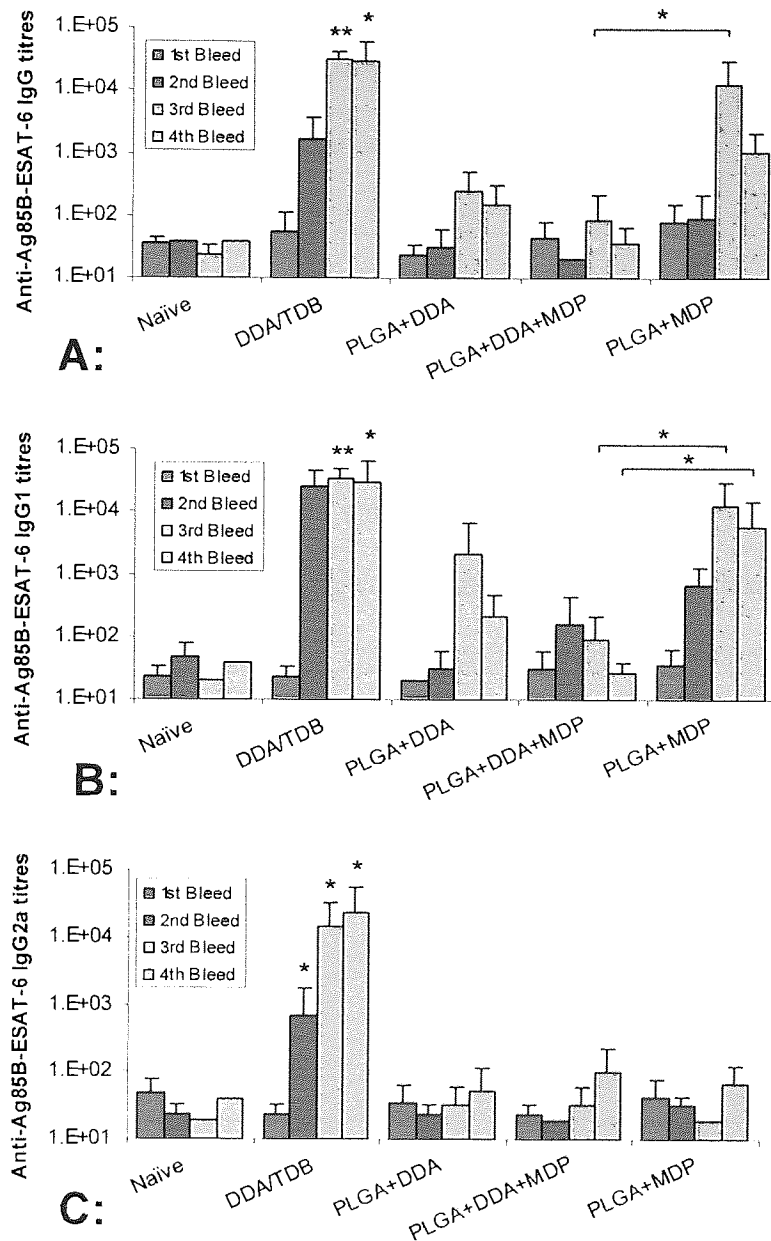 Anti-Ag85B-ESAT-6 IgG titres
1.E+05
1.E+04
1.E+03
1.E+02
1.E+01
1st Bleed
2nd Bleed
3rd Bleed
4th Bleed
** * *
Naïve
DDA/TDB
PLGA+DDA
PLGA+DDA+MDP
PLGA+MDP
A:
Anti-Ag85B-ESAT-6 IgG1 titres
1.E+05
1.E+04
1.E+03
1.E+02
1.E+01
1st Bleed
2nd Bleed
3rd Bleed
4th Bleed
** * * *
Naïve
DDA/TDB
PLGA+DDA
PLGA+DDA+MDP
PLGA+MDP
B:
Anti-Ag85B-ESAT-6 IgG2a titres
1.E+05
1.E+04
1.E+03
1.E+02
1.E+01
1st Bleed
2nd Bleed
3rd Bleed
4th Bleed
* * *
Naïve
DDA/TDB
PLGA+DDA
PLGA+DDA+MDP
PLGA+MDP
C: